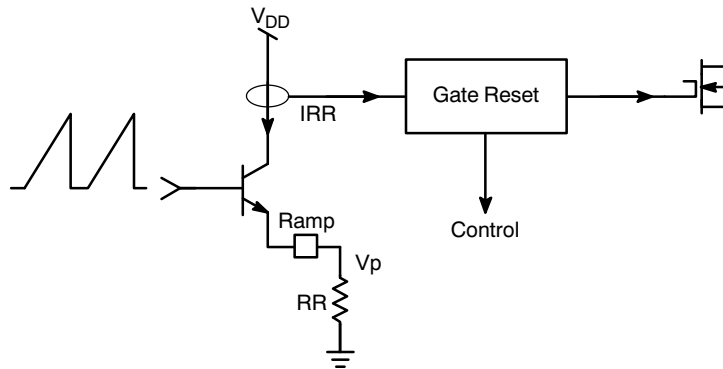 VDD
Gate Reset
IRR
Ramp
Control
Vp
RR